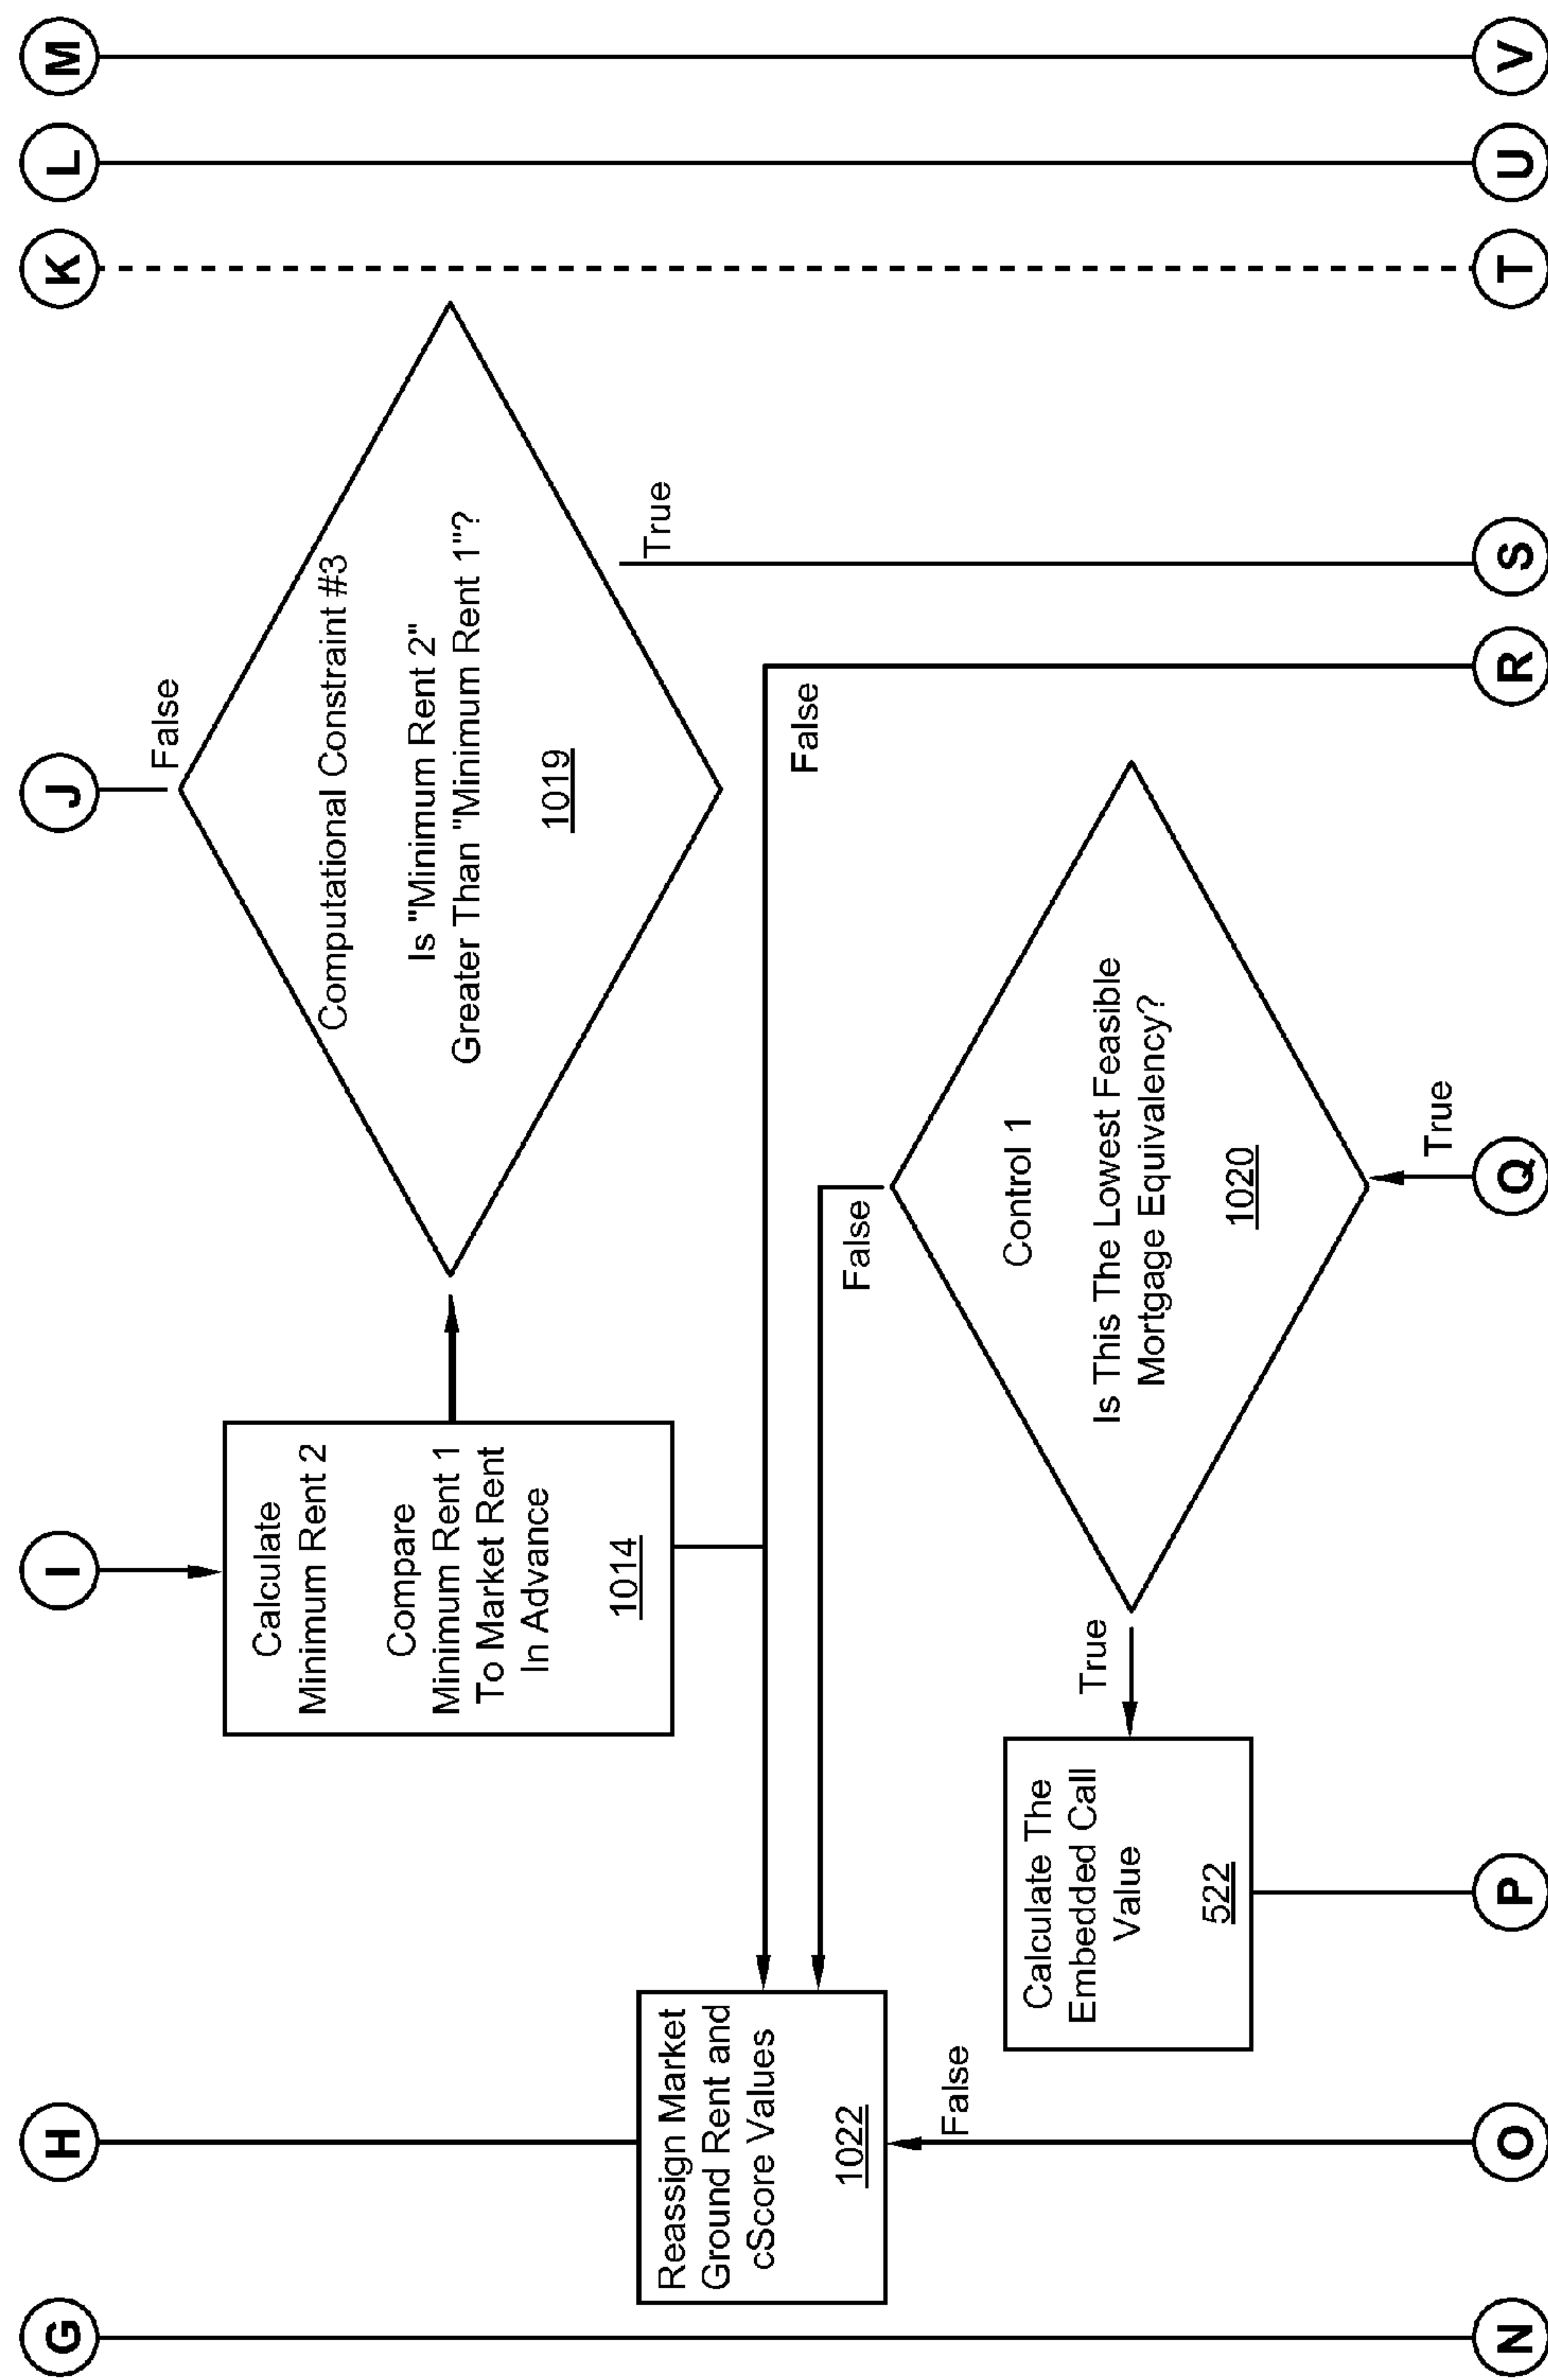 G
H
I
J
K
L
M
False
Calculate
Minimum Rent 2
Compare
Minimum Rent 1
To Market Rent
In Advance
1014
Computational Constraint #3
Is "Minimum Rent 2"
Greater Than "Minimum Rent 1"?
1019
True
Reassign Market
Ground Rent and
cScore Values
1022
False
False
False
Control 1
Is This The Lowest Feasible
Mortgage Equivalency?
1020
True
Calculate The
Embedded Call
Value
522
True
N
O
P
Q
R
S
T
U
V